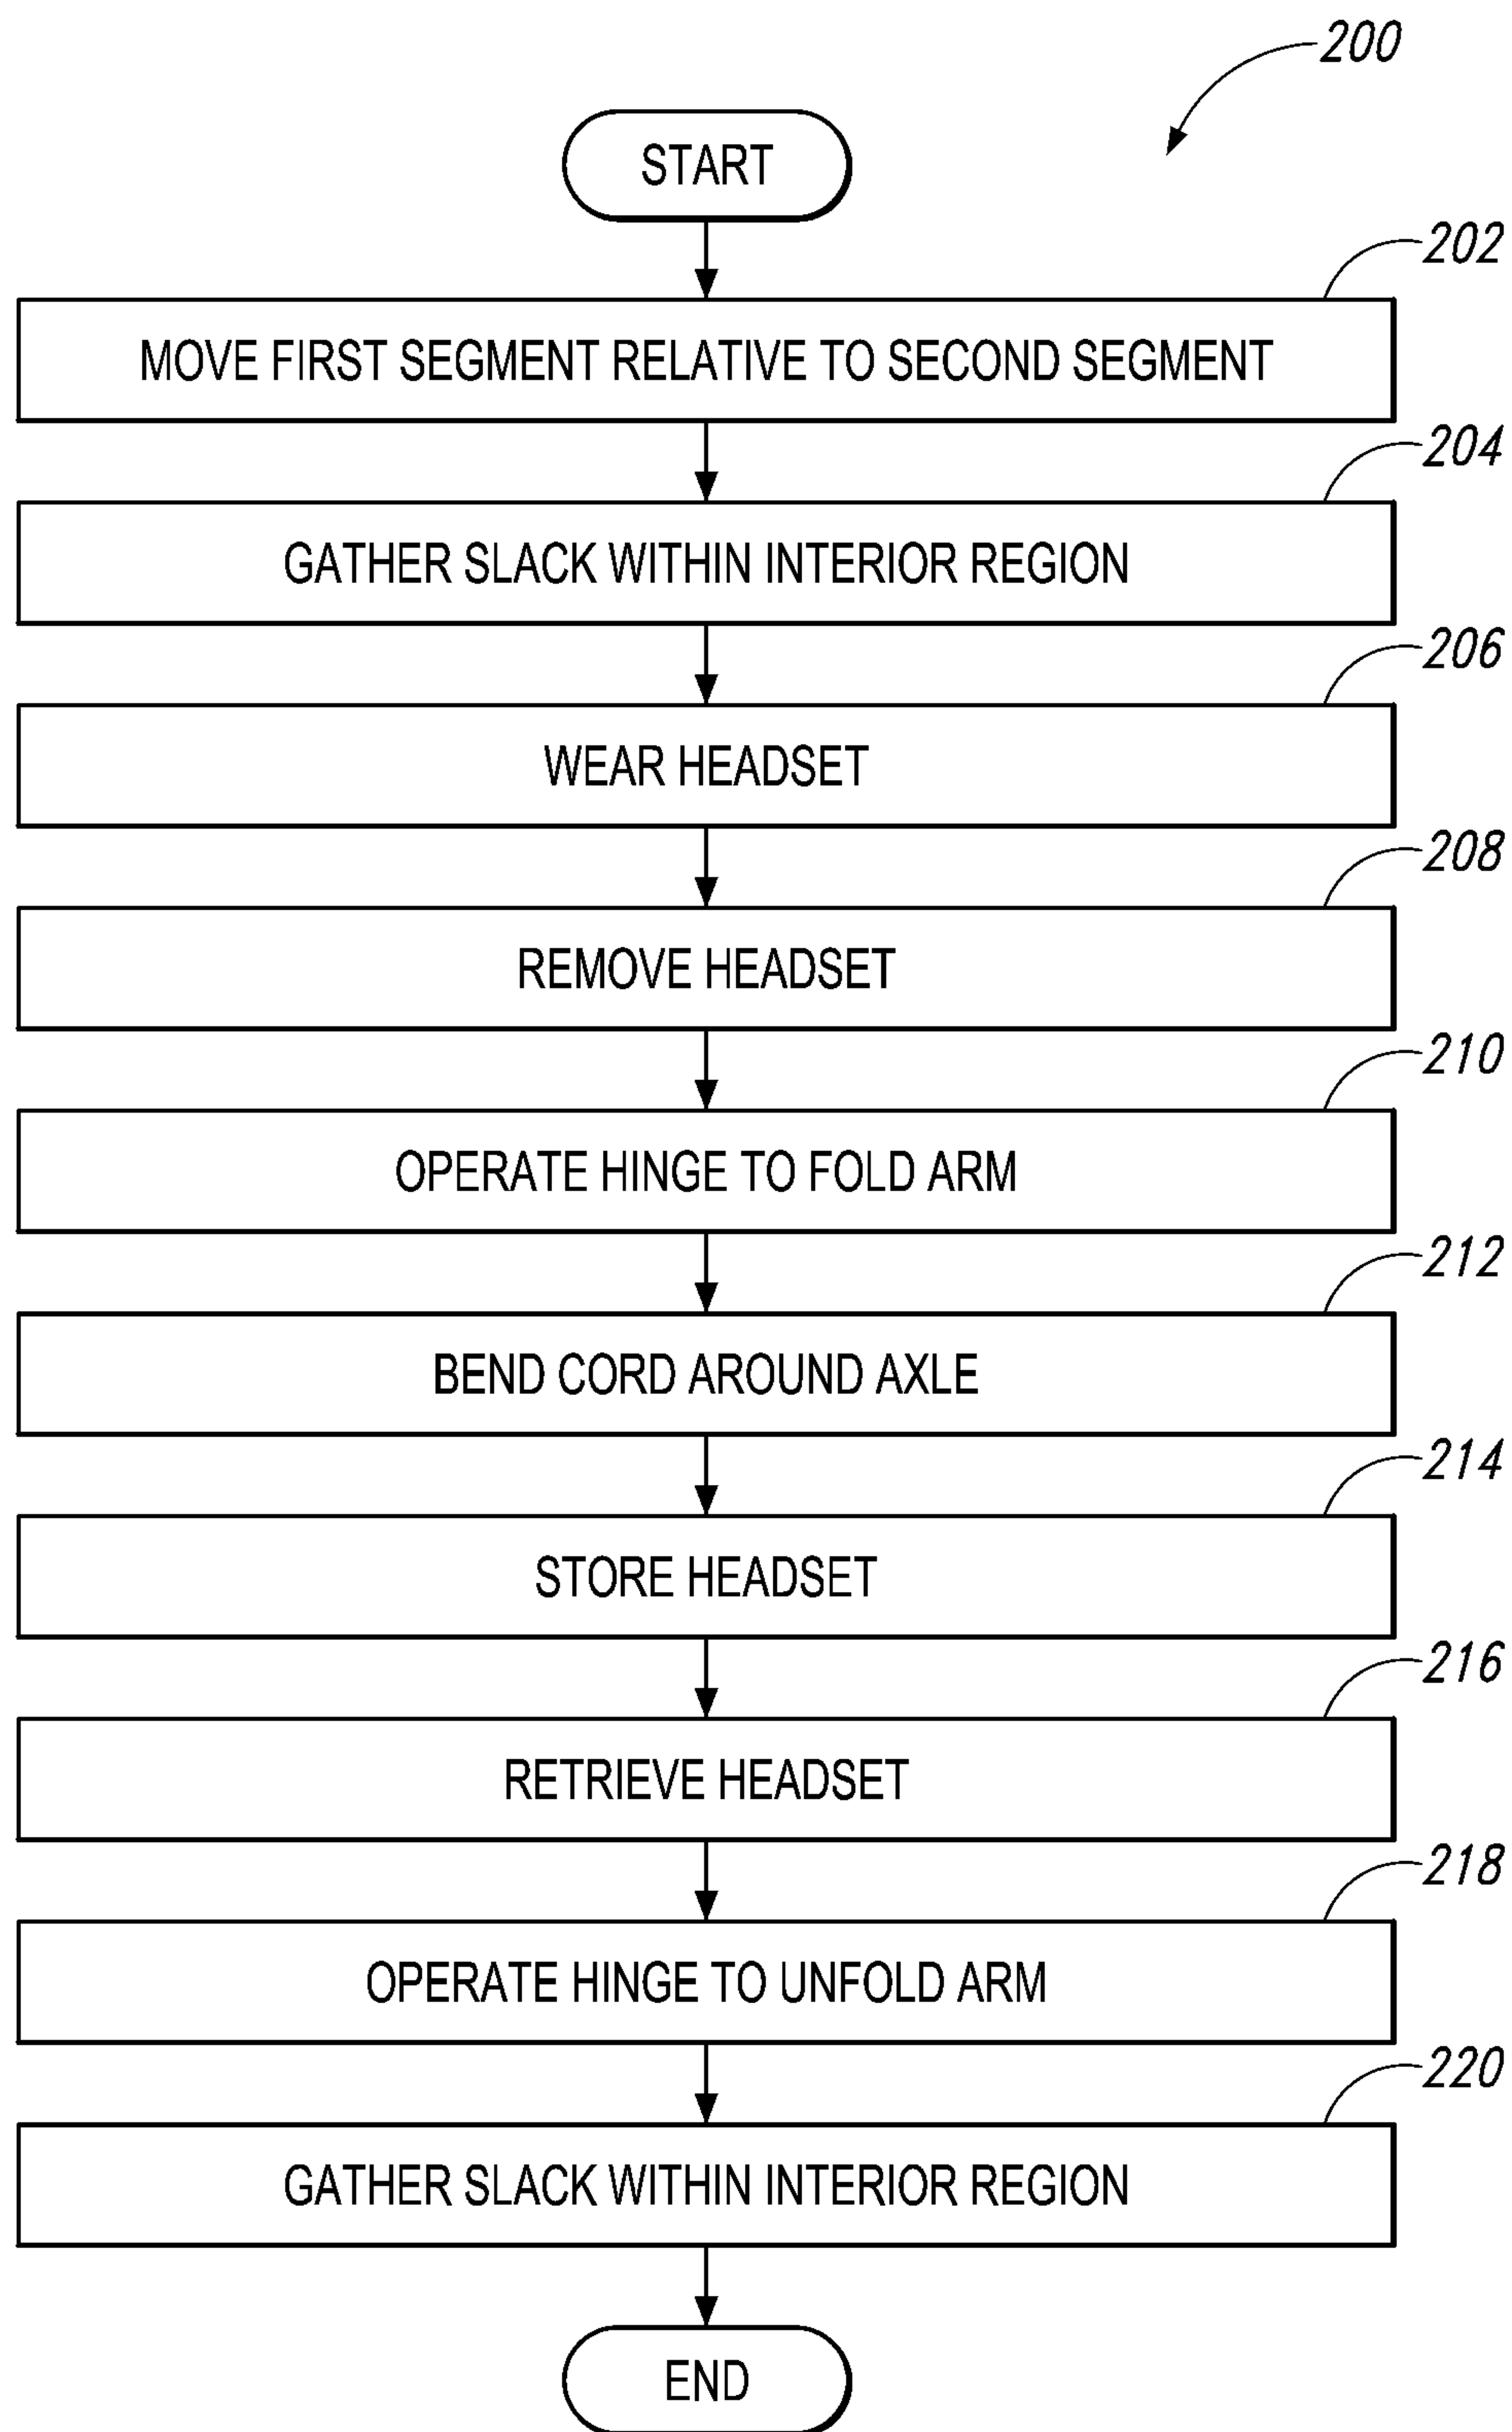 200
START
202
MOVE FIRST SEGMENT RELATIVE TO SECOND SEGMENT
204
GATHER SLACK WITHIN INTERIOR REGION
206
WEAR HEADSET
208
REMOVE HEADSET
210
OPERATE HINGE TO FOLD ARM
212
BEND CORD AROUND AXLE
214
STORE HEADSET
216
RETRIEVE HEADSET
218
OPERATE HINGE TO UNFOLD ARM
220
GATHER SLACK WITHIN INTERIOR REGION
END